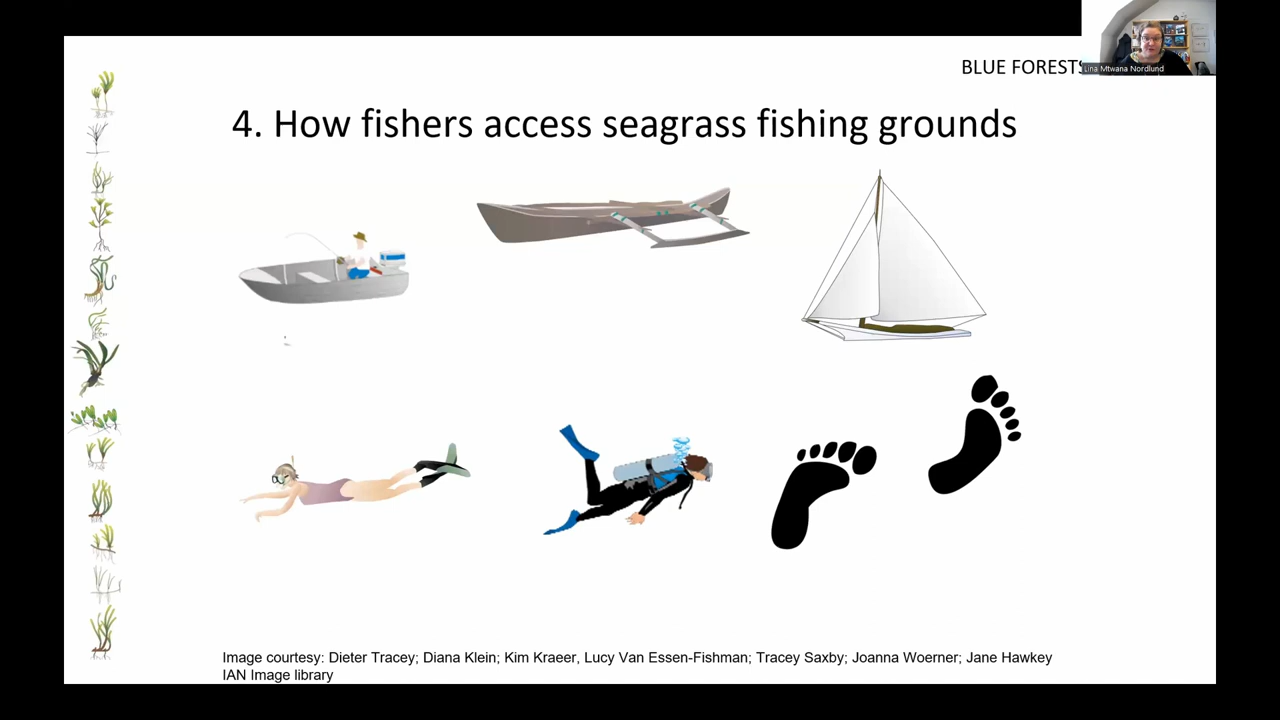 BLUE FORESTS
Lina Mtwana Nordlund
4. How fishers access seagrass fishing grounds
Image courtesy: Dieter Tracey; Diana Klein; Kim Kraeer, Lucy Van Essen-Fishman; Tracey Saxby; Joanna Woerner; Jane Hawkey
IAN Image library